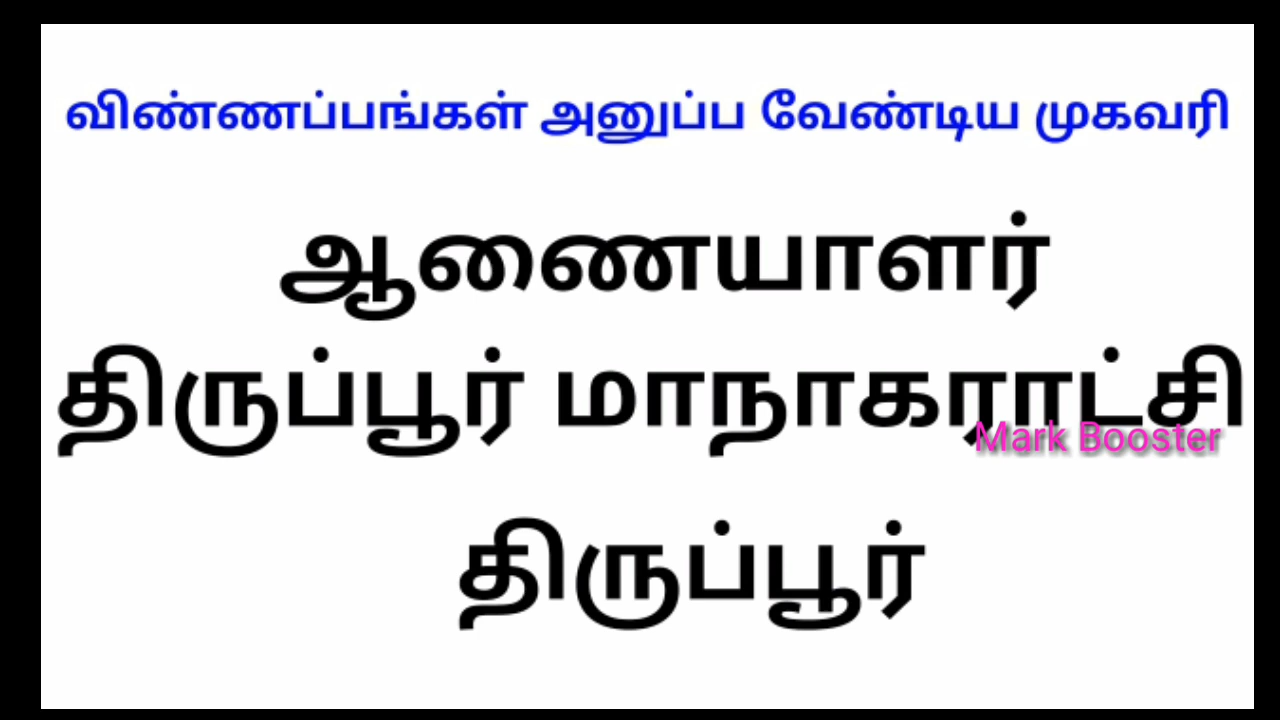 விண்ணப்பங்கள் அனுப்ப வேண்டிய முகவரி
ஆணையாளர்
திருப்பூர் மாநாகராட்சி
Mark Booster
திருப்பூர்